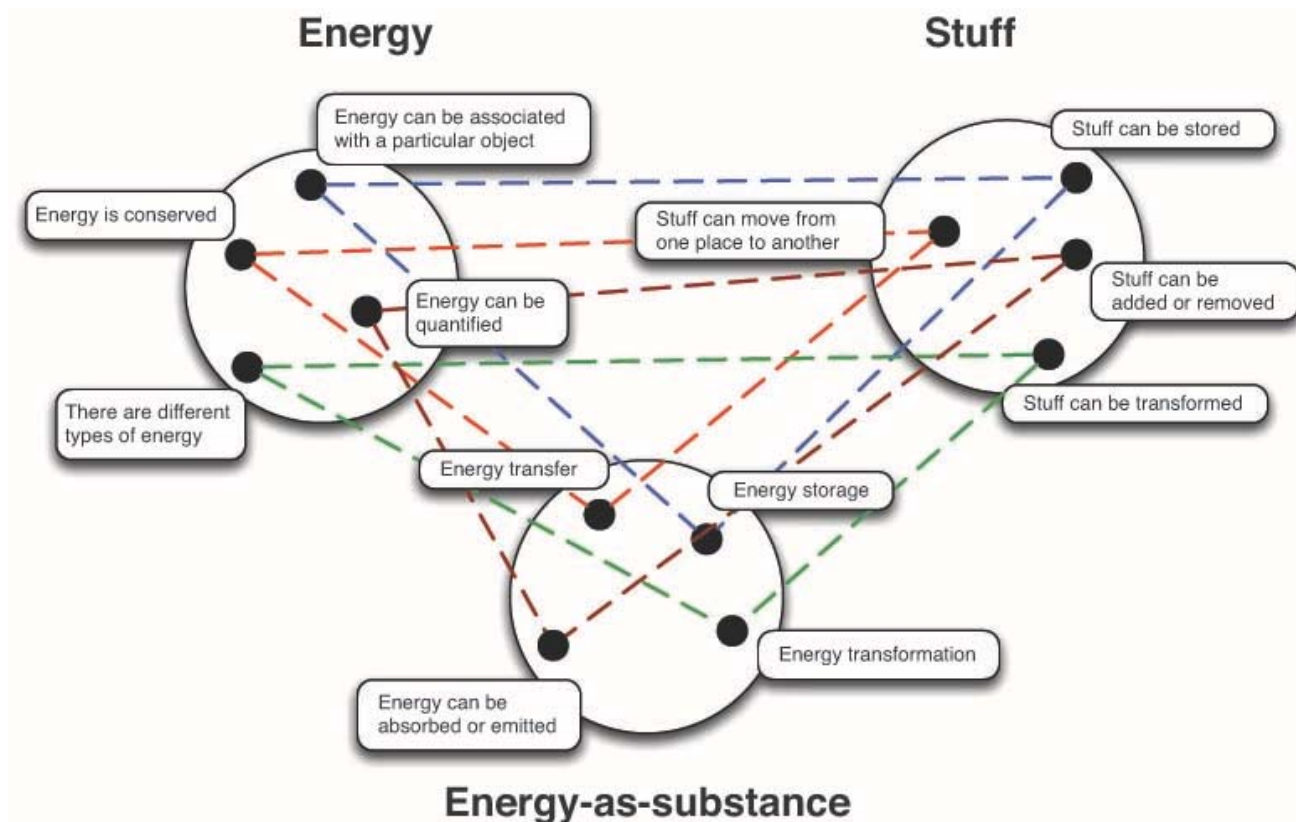 Energy
Stuff
Energy can be associated
with a particular object
Stuff can be stored
Energy is conserved
Stuff can move from
one place to another
Energy can be
quantified
Stuff can be
added or removed
There are different
types of energy
Stuff can be transformed
Energy transfer
Energy storage
Energy transformation
Energy can be
absorbed or emitted
Energy-as-substance